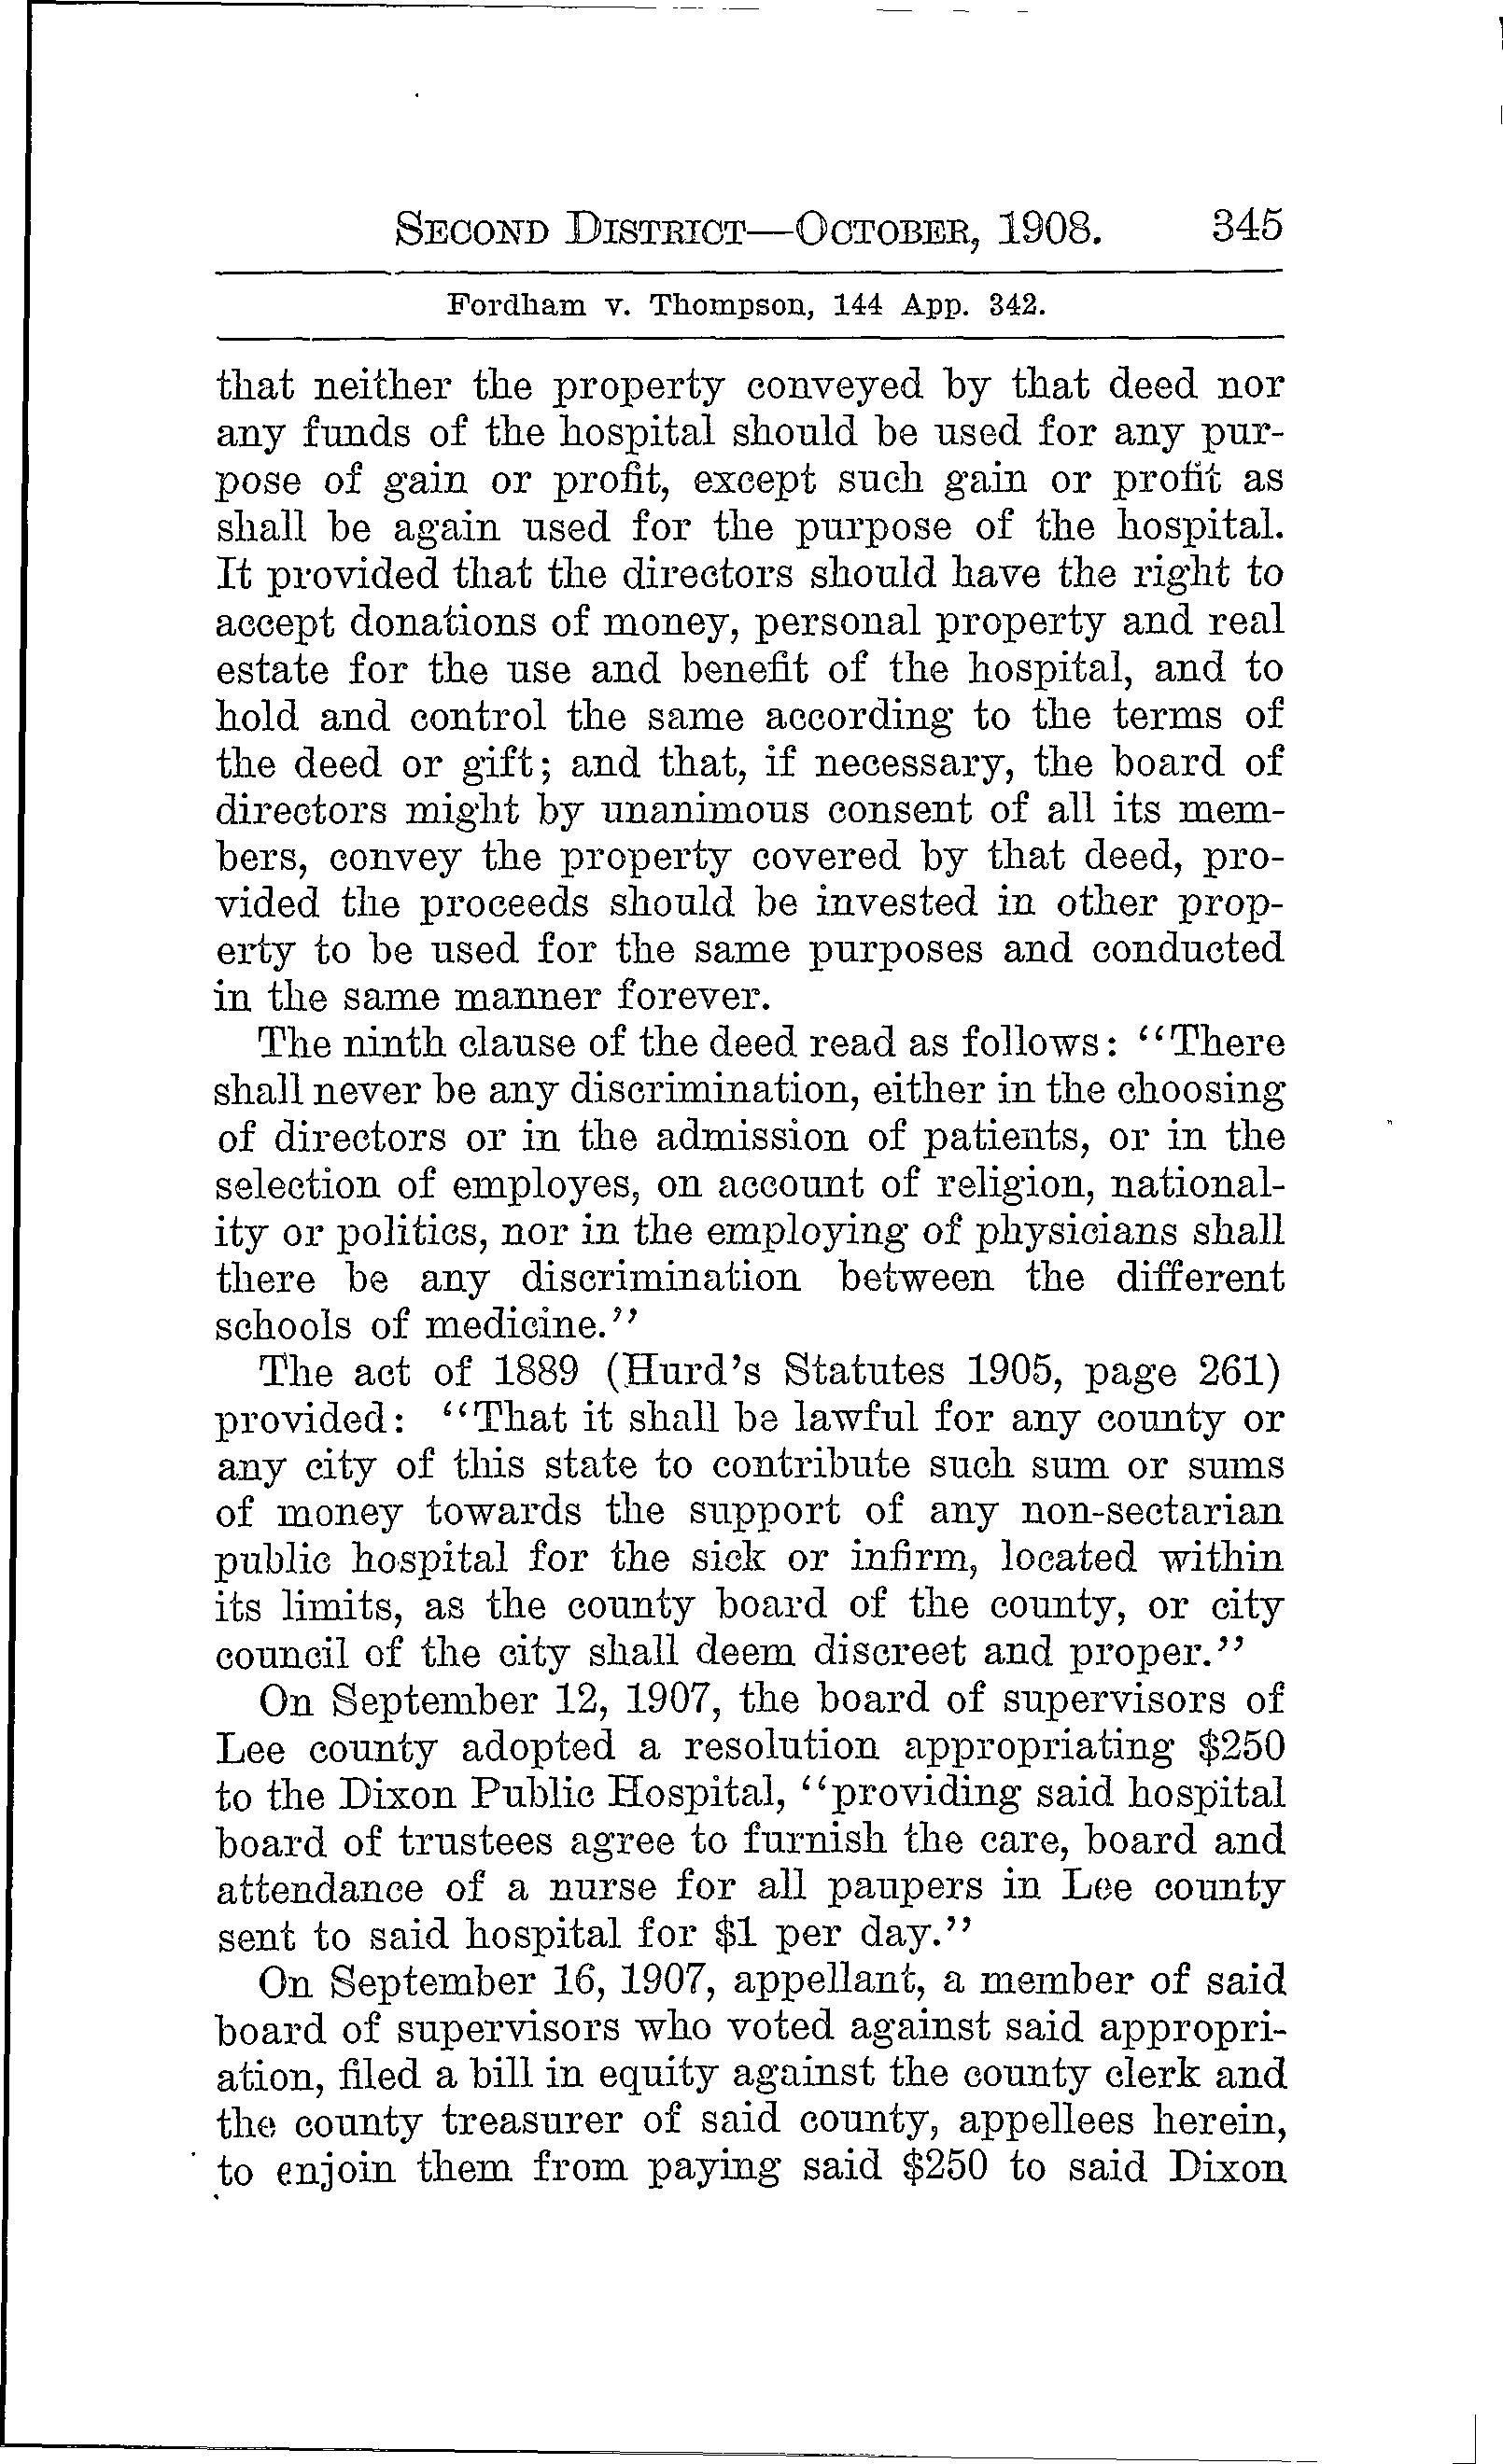 SECOND DISTRICT—OCTOBER, 1908. 345
Fordham v. Thompson, 144 App. 342.
that neither the property conveyed by that deed nor
any funds of the hospital should be used for any pur-
pose of gain or profit, except such gain or profit as
shall be again used for the purpose of the hospital.
It provided that the directors should have the right to
accept donations of money, personal property and real
estate for the use and benefit of the hospital, and to
hold and control the same according to the terms of
the deed or gift; and that, if necessary, the board of
directors might by unanimous consent of all its mem-
bers, convey the property covered by that deed, pro-
vided the proceeds should be invested in other prop-
erty to be used for the same purposes and conducted
in the same manner forever.
The ninth clause of the deed read as follows: "There
shall never be any discrimination, either in the choosing
of directors or in the admission of patients, or in the
selection of employes, on account of religion, national-
ity or politics, nor in the employing of physicians shall
there be any discrimination between the different
schools of medicine."
The act of 1889 (Hurd's Statutes 1905, page 261)
provided: "That it shall be lawful for any county or
any city of this state to contribute such sum or sums
of money towards the support of any non-sectarian
public hospital for the sick or infirm, located within
its limits, as the county board of the county, or city
council of the city shall deem discreet and proper."
On September 12, 1907, the board of supervisors of
Lee county adopted a resolution appropriating $250
to the Dixon Public Hospital, "providing said hospital
board of trustees agree to furnish the care, board and
attendance of a nurse for all paupers in Lee county
sent to said hospital for $1 per day."
On September 16, 1907, appellant, a member of said
board of supervisors who voted against said appropri-
ation, filed a bill in equity against the county clerk and
the county treasurer of said county, appellees herein,
to enjoin them from paying said $250 to said Dixon